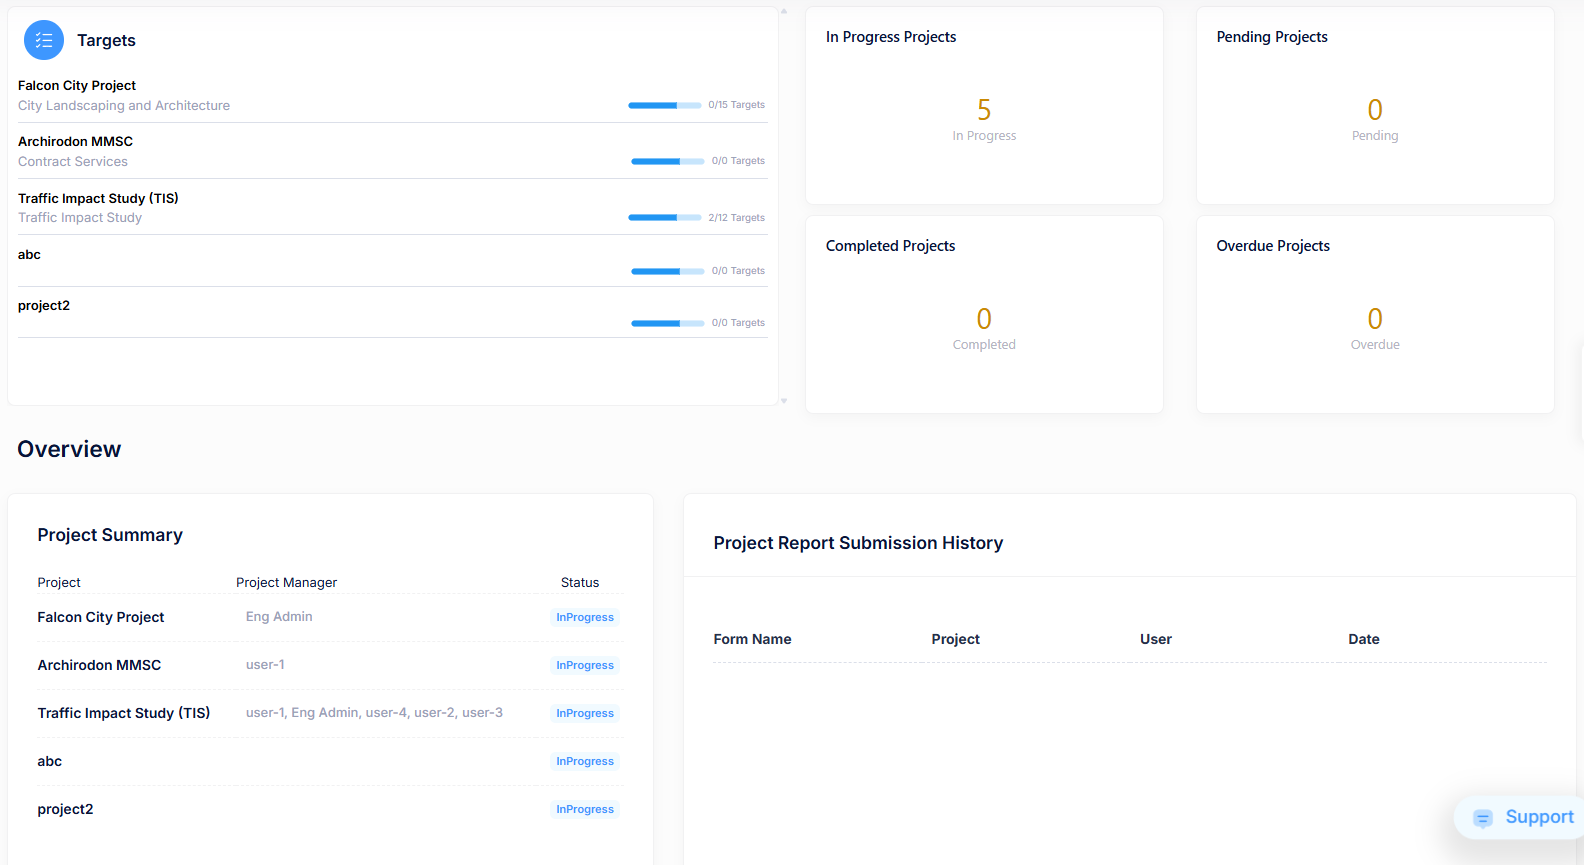 Targets
Falcon City Project
City Landscaping and Architecture
0/15 Targets
Archirodon MMSC
Contract Services
0/0 Targets
Traffic Impact Study (TIS)
Traffic Impact Study
2/12 Targets
abc
0/0 Targets
project2
0/0 Targets
In Progress Projects
5
In Progress
Pending Projects
0
Pending
Completed Projects
0
Completed
Overdue Projects
0
Overdue
Overview
Project Summary
Project Project Manager Status
Falcon City Project Eng Admin InProgress
Archirodon MMSC user-1 InProgress
Traffic Impact Study (TIS) user-1, Eng Admin, user-4, user-2, user-3 InProgress
abc InProgress
project2 InProgress
Project Report Submission History
Form Name Project User Date
Support